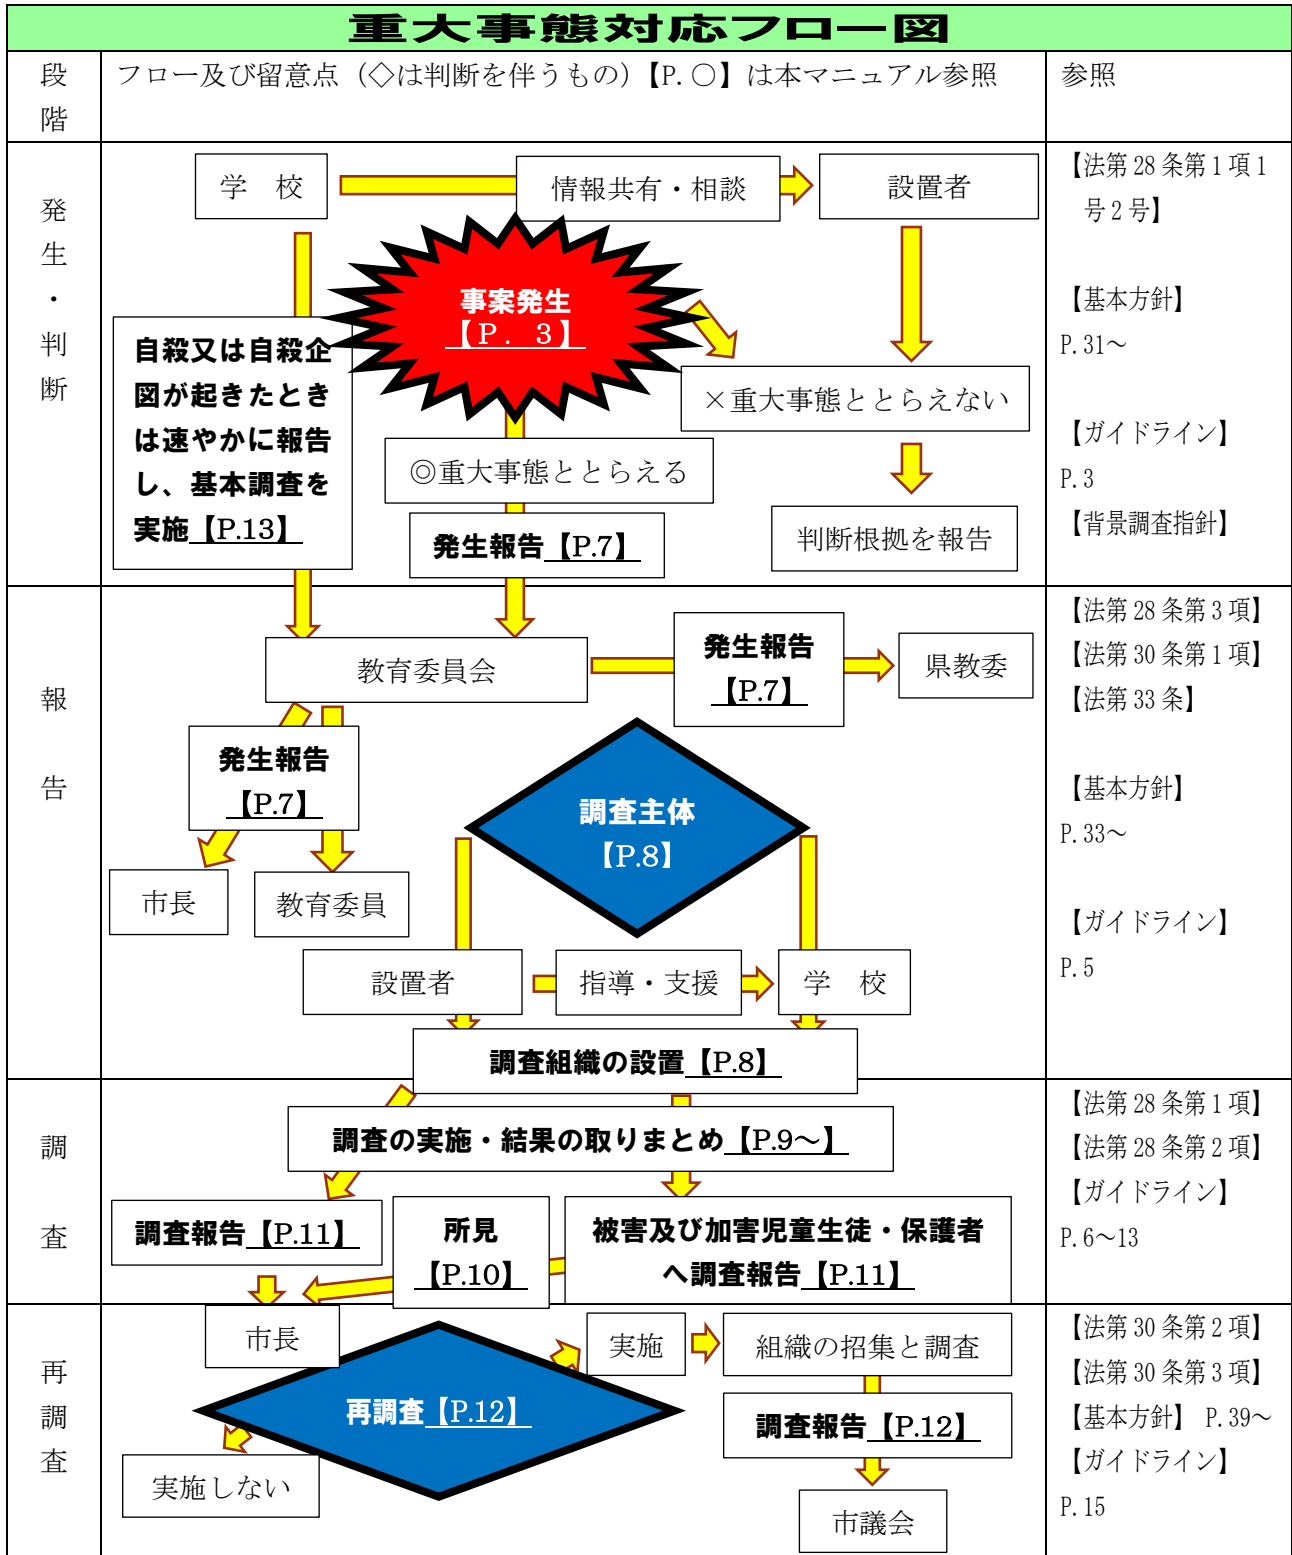 重大事態対応フロー図
段階
フロー及び留意点（◇は判断を伴うもの）【P.○】は本マニュアル参照
参照
発生・判断
学　校
情報共有・相談
設置者
事案発生
【P.　3】
自殺又は自殺企
図が起きたとき
は速やかに報告
し、基本調査を
実施【P.13】
×重大事態ととらえない
◎重大事態ととらえる
発生報告【P.7】
判断根拠を報告
【法第28条第1項1
号2号】
【基本方針】
P.31～
【ガイドライン】
P.3
【背景調査指針】
報告
教育委員会
発生報告
【P.7】
県教委
発生報告
【P.7】
調査主体
【P.8】
市長
教育委員
設置者
指導・支援
学　校
調査組織の設置【P.8】
【法第28条第3項】
【法第30条第1項】
【法第33条】
【基本方針】
P.33～
【ガイドライン】
P.5
調査
調査の実施・結果の取りまとめ【P.9～】
調査報告【P.11】
所見
【P.10】
被害及び加害児童生徒・保護者
へ調査報告【P.11】
【法第28条第1項】
【法第28条第2項】
【ガイドライン】
P.6～13
再調査
市長
実施
組織の招集と調査
再調査【P.12】
調査報告【P.12】
実施しない
市議会
【法第30条第2項】
【法第30条第3項】
【基本方針】 P.39～
【ガイドライン】
P.15